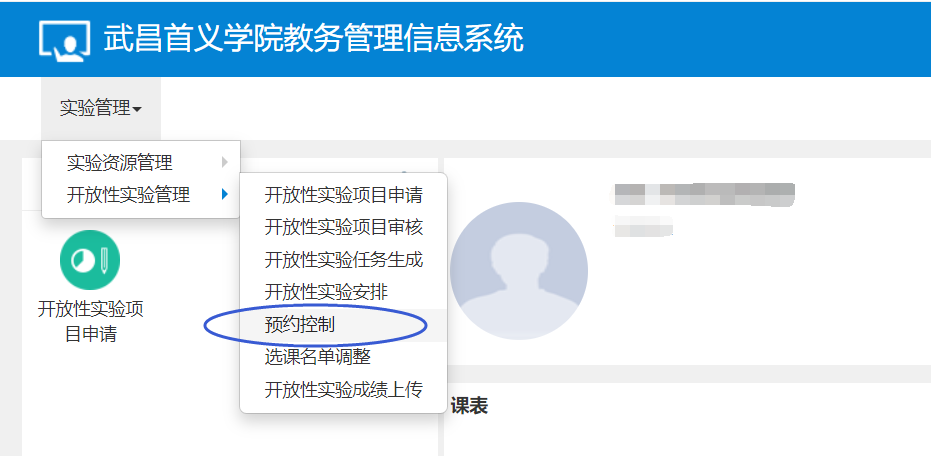 武昌首义学院教务管理信息系统
实验管理
实验资源管理
开放性实验管理
开放性实验项目申请
开放性实验项目审核
开放性实验任务生成
开放性实验安排
预约控制
选课名单调整
开放性实验成绩上传
开放性实验项
目申请
课表